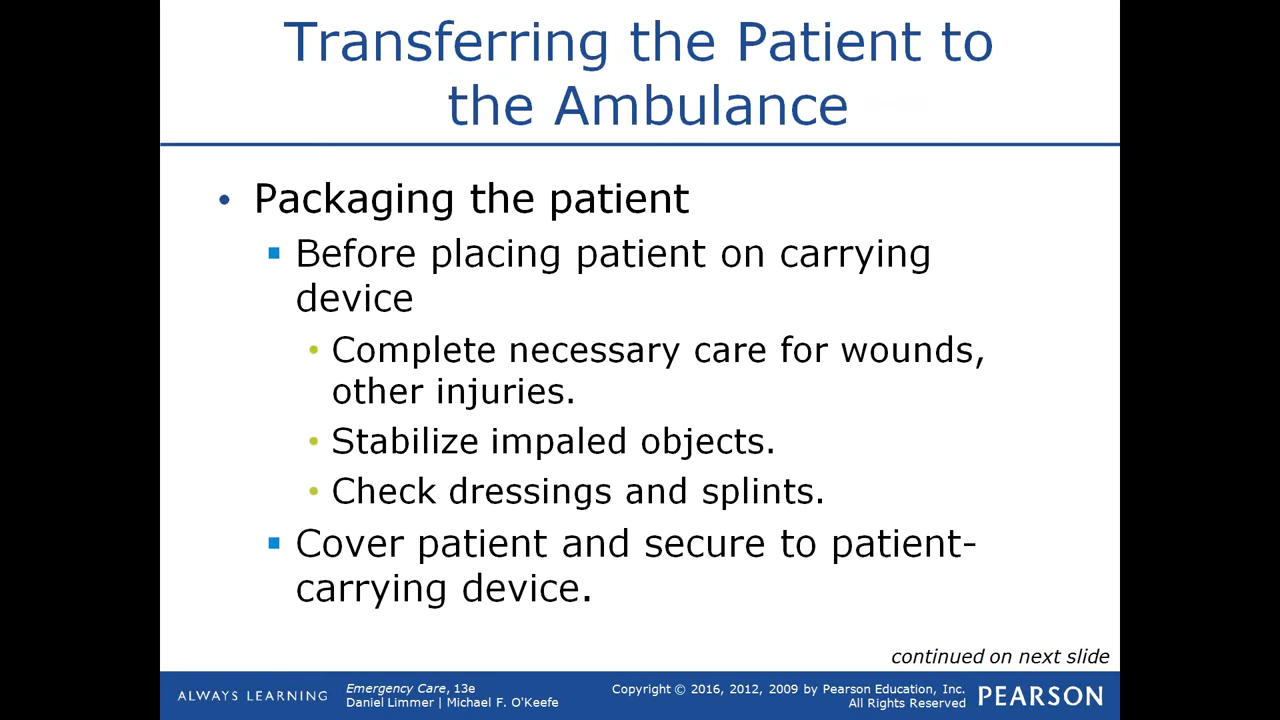 Transferring the Patient to
the Ambulance
• Packaging the patient
▪ Before placing patient on carrying
device
• Complete necessary care for wounds,
other injuries.
• Stabilize impaled objects.
• Check dressings and splints.
▪ Cover patient and secure to patient-
carrying device.
continued on next slide
ALWAYS LEARNING
Emergency Care, 13e
Daniel Limmer | Michael F. O'Keefe
Copyright © 2016, 2012, 2009 by Pearson Education, Inc.
All Rights Reserved
PEARSON